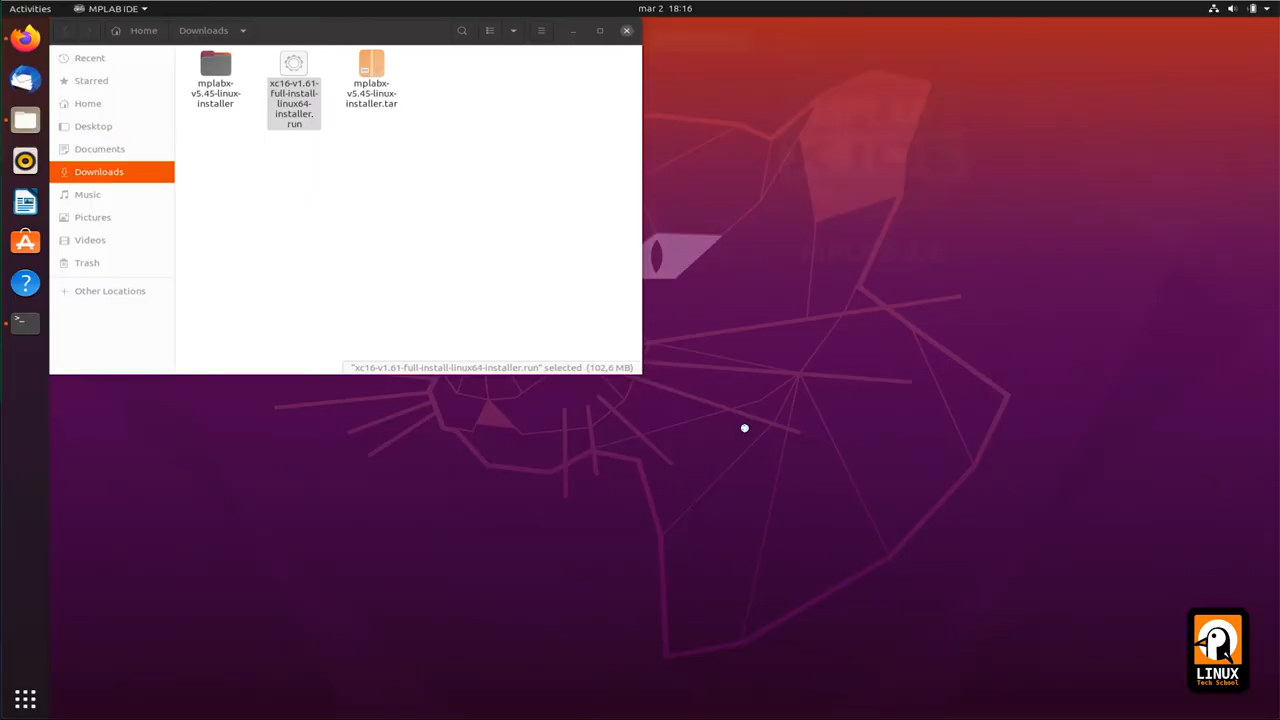 Activities
MPLAB IDE
mar 2 18:16
Home
Downloads
Recent
Starred
Home
Desktop
Documents
Downloads
Music
Pictures
Videos
Trash
Other Locations
mplabx-
v5.45-linux-
installer
xc16-v1.61-
full-install-
linux64-
installer.
run
mplabx-
v5.45-linux-
installer.tar
"xc16-v1.61-full-install-linux64-installer.run" selected (102,6 MB)
MPLAB X IDE
LINUX
Tech School